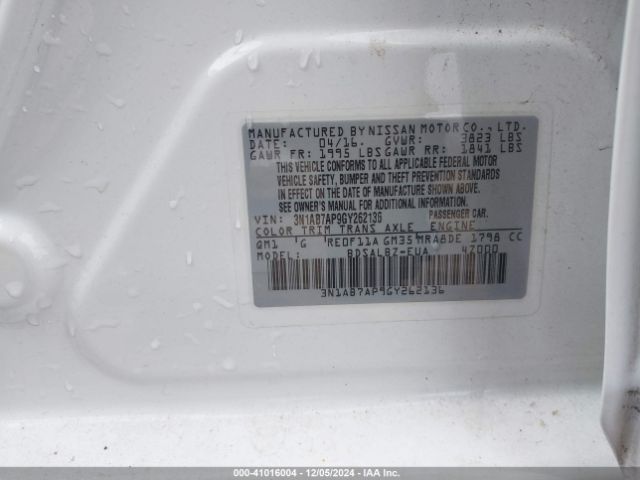 MANUFACTURED BY NISSAN MOTOR CO., LTD.
DATE: 04/16. GVWR: 3823 LBS
GAWR FR: 1995 LBS GAWR RR: 1841 LBS
THIS VEHICLE CONFORMS TO ALL APPLICABLE FEDERAL MOTOR
VEHICLE SAFETY, BUMPER AND THEFT PREVENTION STANDARDS
IN EFFECT ON THE DATE OF MANUFACTURE SHOWN ABOVE.
SEE OWNER'S MANUAL FOR ADDITIONAL INFORMATION.
VIN: 3N1AB7AP9GY262136 PASSENGER CAR.
COLOR TRIM TRANS AXLE ENGINE
QM1 G RE0F11A GM35 MRA8DE 1798 CC
MODEL: BDSALBZ-EUA 47000
3N1AB7AP9GY262136
000-41016004 | 12/05/2024 - IAA Inc.